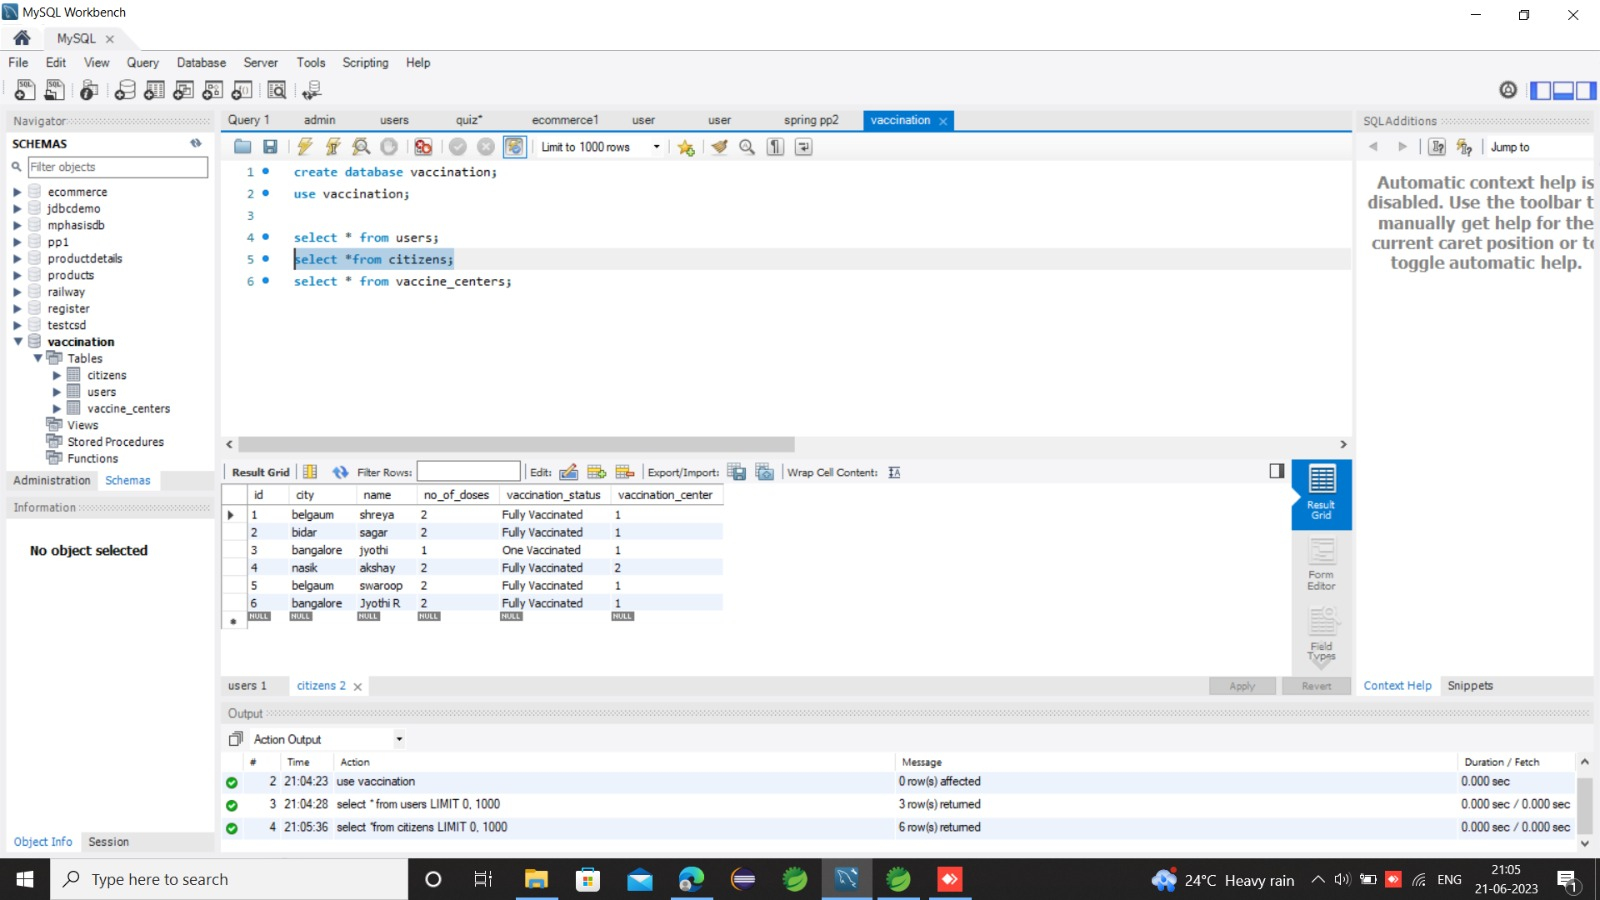 MySQL Workbench
MySQL
File Edit View Query Database Server Tools Scripting Help
Navigator
SCHEMAS
Filter objects
ecommerce
jdbcdemo
mphasisdb
pp1
productdetails
products
railway
register
testcsd
vaccination
Tables
citizens
users
vaccine_centers
Views
Stored Procedures
Functions
Administration Schemas
Information
No object selected
Object Info Session
Query 1 admin users quiz* ecommerce1 user user spring pp2 vaccination
Limit to 1000 rows
1 create database vaccination;
2 use vaccination;
3
4 select * from users;
5 select *from citizens;
6 select * from vaccine_centers;
Result Grid Filter Rows: Edit: Export/Import: Wrap Cell Content:
id city name no_of_doses vaccination_status vaccination_center
1 belgaum shreya 2 Fully Vaccinated 1
2 bidar sagar 2 Fully Vaccinated 1
3 bangalore jyothi 1 One Vaccinated 1
4 nasik akshay 2 Fully Vaccinated 2
5 belgaum swaroop 2 Fully Vaccinated 1
6 bangalore Jyothi R 2 Fully Vaccinated 1
NULL NULL NULL NULL NULL NULL
Result
Grid
Form
Editor
Field
Types
users 1 citizens 2 Apply Revert
SQLAdditions
Jump to
Automatic context help is
disabled. Use the toolbar t
manually get help for the
current caret position or to
toggle automatic help.
Context Help Snippets
Output
Action Output
# Time Action Message Duration / Fetch
2 21:04:23 use vaccination 0 row(s) affected 0.000 sec
3 21:04:28 select * from users LIMIT 0, 1000 3 row(s) returned 0.000 sec / 0.000 sec
4 21:05:36 select *from citizens LIMIT 0, 1000 6 row(s) returned 0.000 sec / 0.000 sec
Type here to search
24°C Heavy rain
ENG
21:05
21-06-2023
1